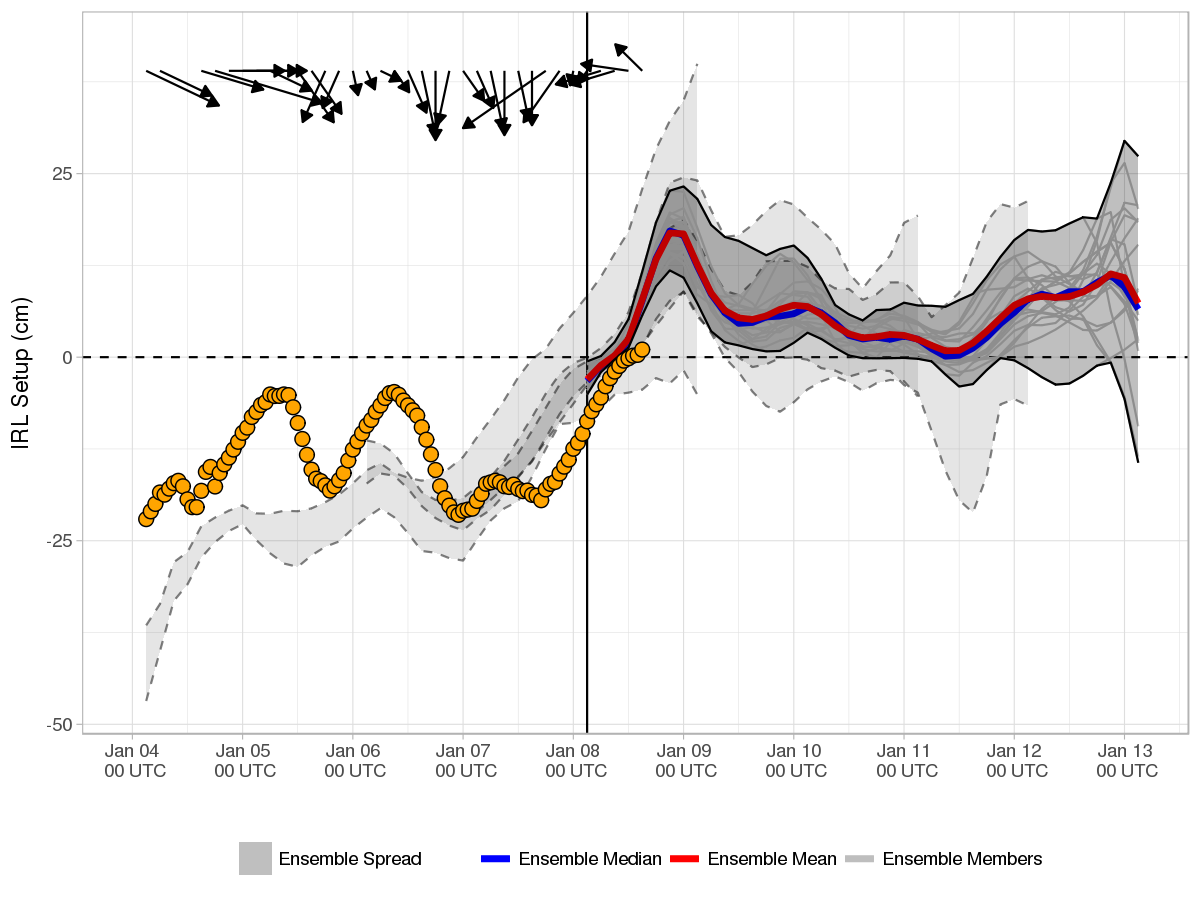 IRL Setup (cm)
25
0
-25
-50
Jan 04 Jan 05 Jan 06 Jan 07 Jan 08 Jan 09 Jan 10 Jan 11 Jan 12 Jan 13
00 UTC 00 UTC 00 UTC 00 UTC 00 UTC 00 UTC 00 UTC 00 UTC 00 UTC 00 UTC
Ensemble Spread Ensemble Median Ensemble Mean Ensemble Members